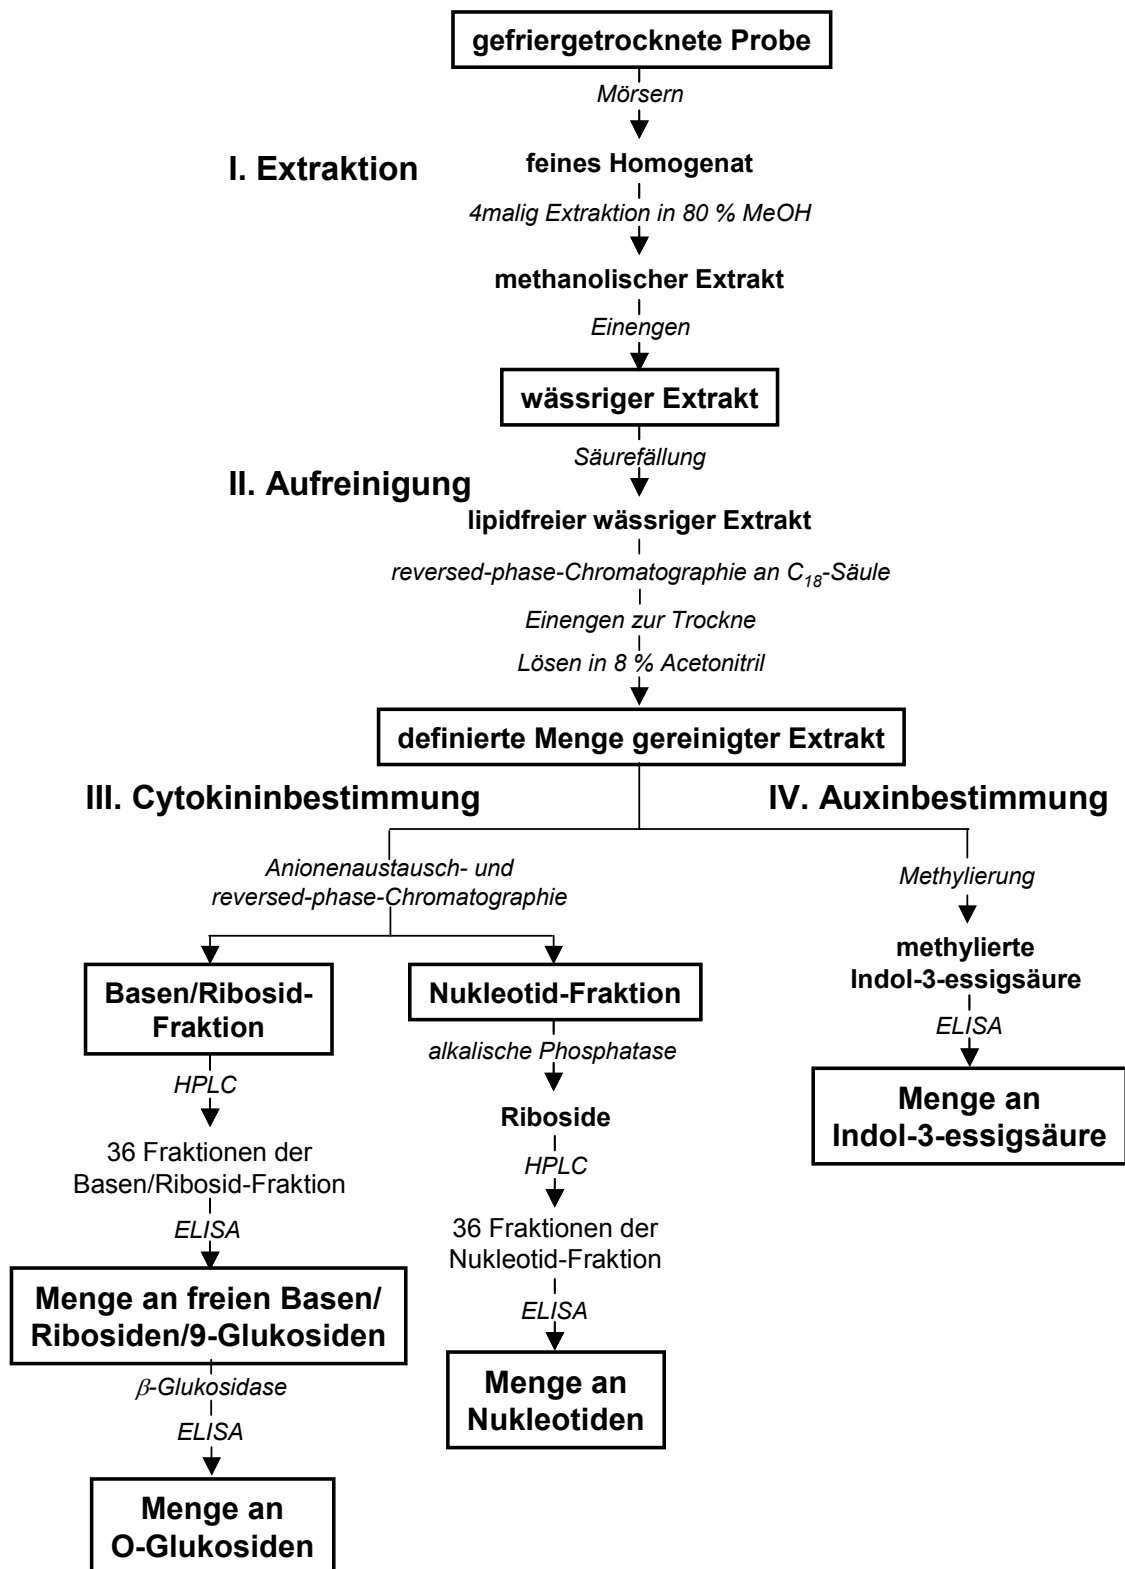 gefriergetrocknete Probe
Mörsern
I. Extraktion
feines Homogenat
4malig Extraktion in 80 % MeOH
methanolischer Extrakt
Einengen
wässriger Extrakt
Säurefällung
II. Aufreinigung
lipidfreier wässriger Extrakt
reversed-phase-Chromatographie an C18-Säule
Einengen zur Trockne
Lösen in 8 % Acetonitril
definierte Menge gereinigter Extrakt
III. Cytokininbestimmung
Anionenaustausch- und
reversed-phase-Chromatographie
Basen/Ribosid-
Fraktion
HPLC
36 Fraktionen der
Basen/Ribosid-Fraktion
ELISA
Menge an freien Basen/
Ribosiden/9-Glukosiden
β-Glukosidase
ELISA
Menge an
O-Glukosiden
Nukleotid-Fraktion
alkalische Phosphatase
Riboside
HPLC
36 Fraktionen der
Nukleotid-Fraktion
ELISA
Menge an
Nukleotiden
IV. Auxinbestimmung
Methylierung
methylierte
Indol-3-essigsäure
ELISA
Menge an
Indol-3-essigsäure